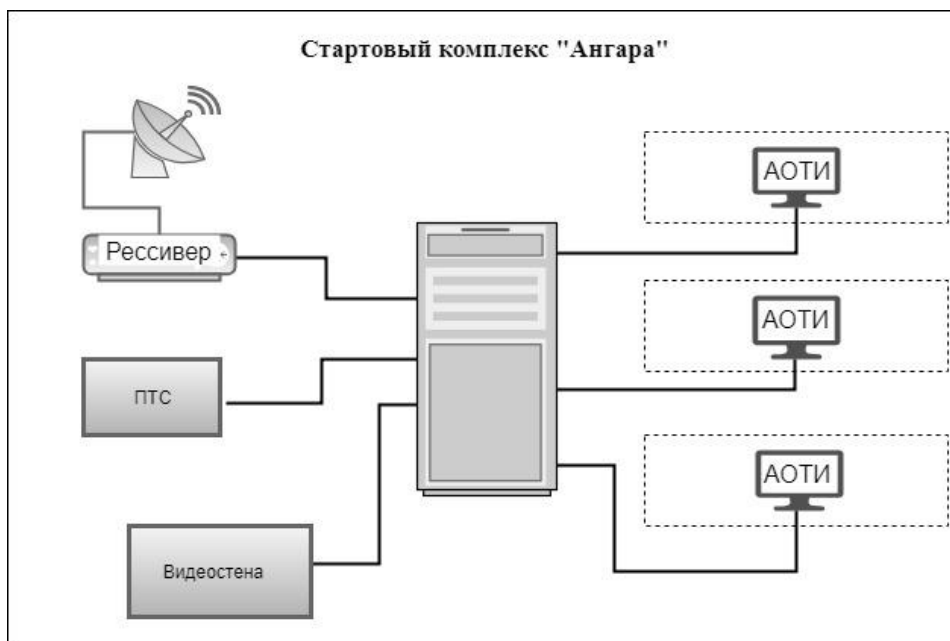 Стартовый комплекс "Ангара"
Рессивер
ПТС
Видеостена
АОТИ
АОТИ
АОТИ